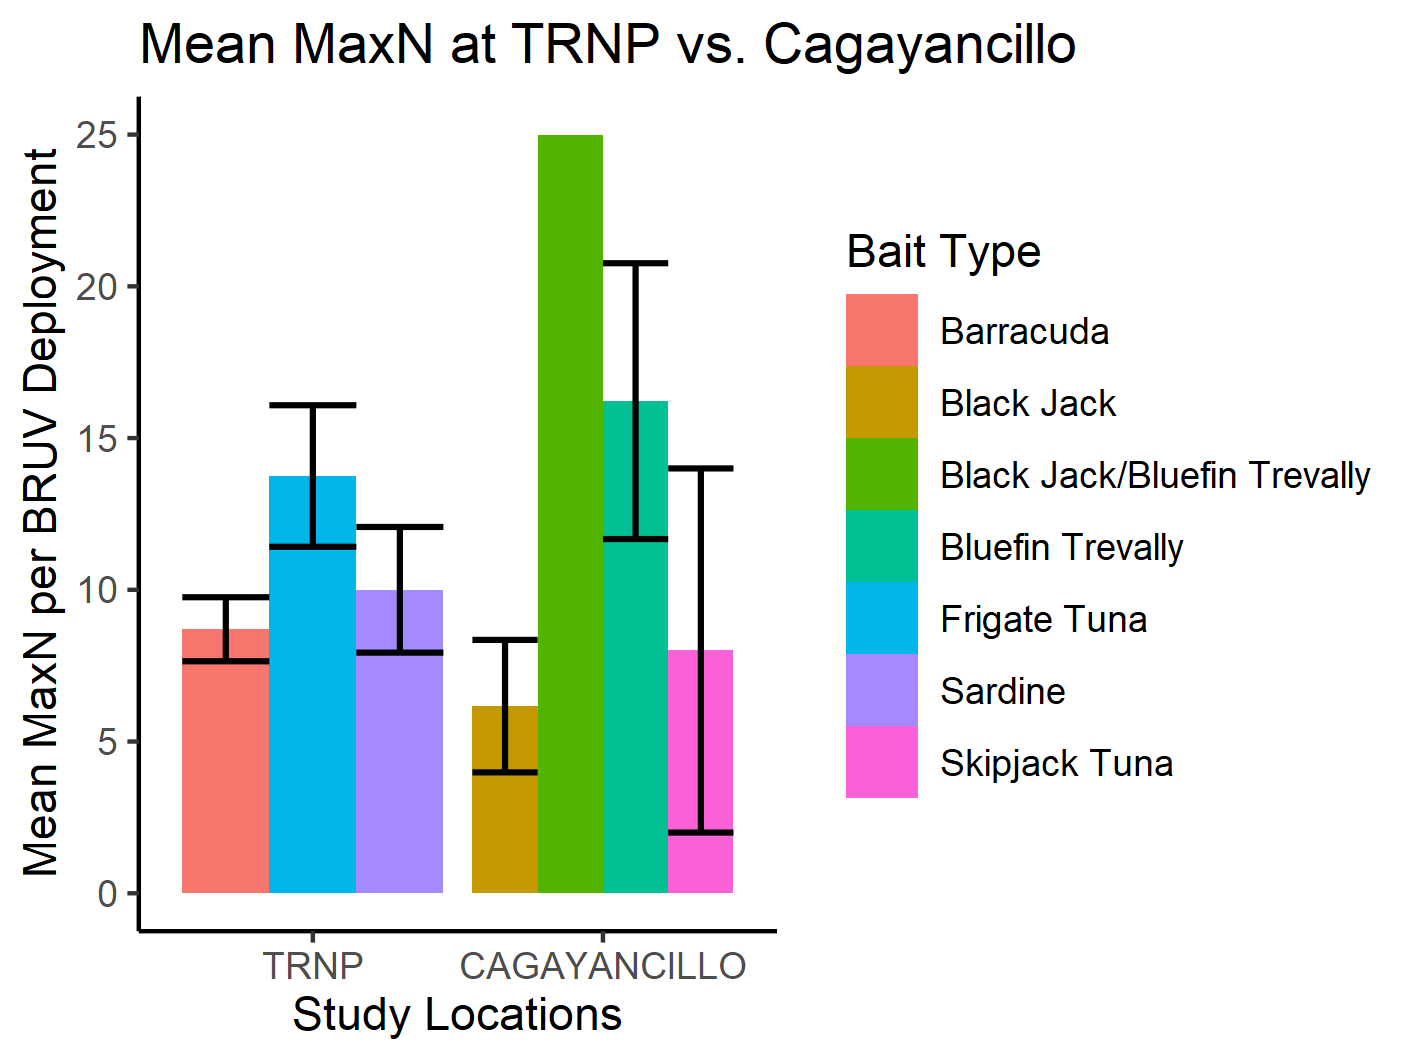 Mean MaxN at TRNP vs. Cagayancillo
Mean MaxN per BRUV Deployment
25
20
15
10
5
0
TRNP CAGAYANCILLO
Study Locations
Bait Type
Barracuda
Black Jack
Black Jack/Bluefin Trevally
Bluefin Trevally
Frigate Tuna
Sardine
Skipjack Tuna